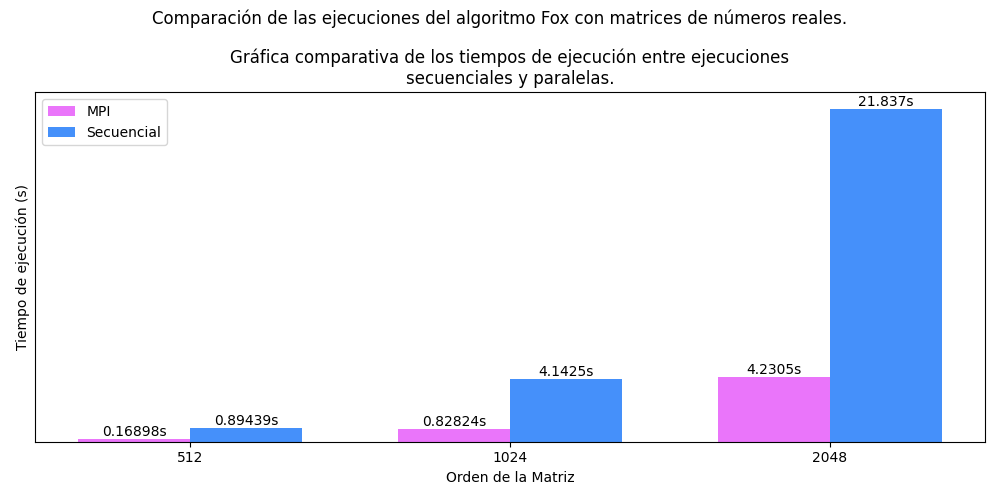 Comparación de las ejecuciones del algoritmo Fox con matrices de números reales.
Gráfica comparativa de los tiempos de ejecución entre ejecuciones
secuenciales y paralelas.
MPI
Secuencial
21.837s
4.2305s
4.1425s
0.82824s
0.89439s
0.16898s
Tiempo de ejecución (s)
512
1024
2048
Orden de la Matriz